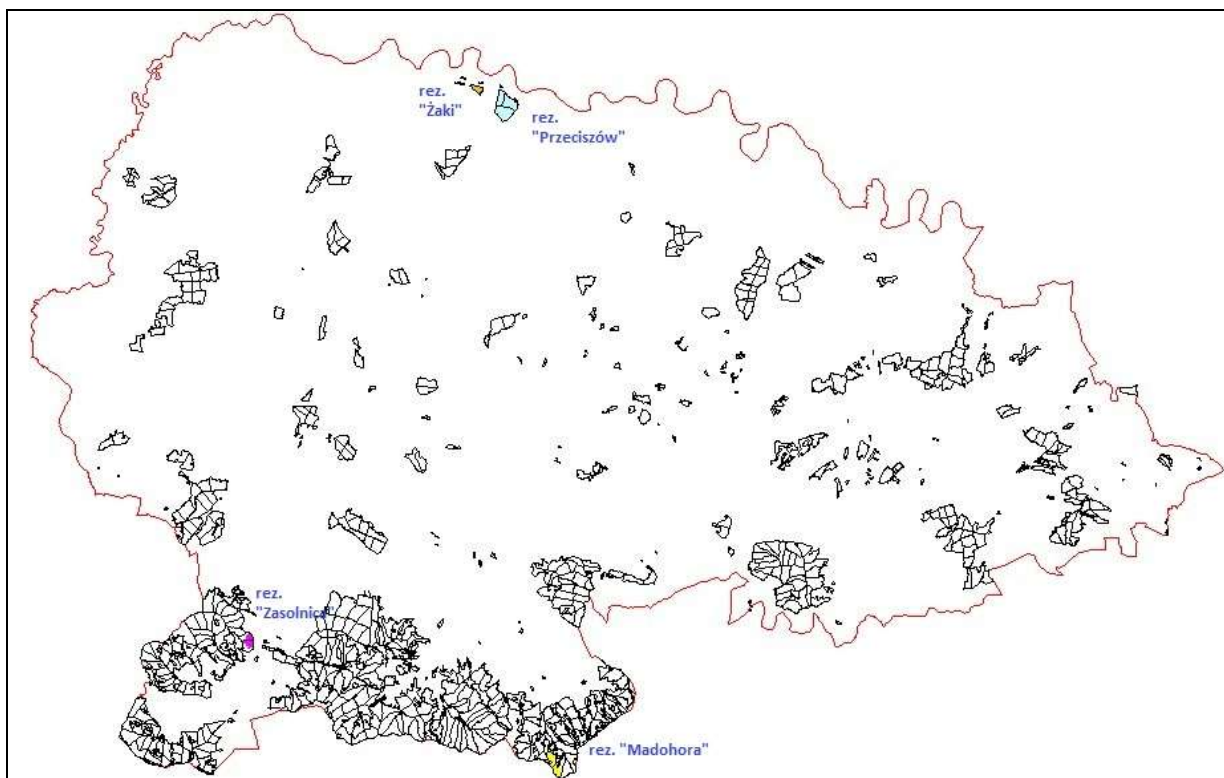 rez.
"Żaki"
rez.
"Przeciszów"
rez.
"Zasolnica"
rez. "Madohora"